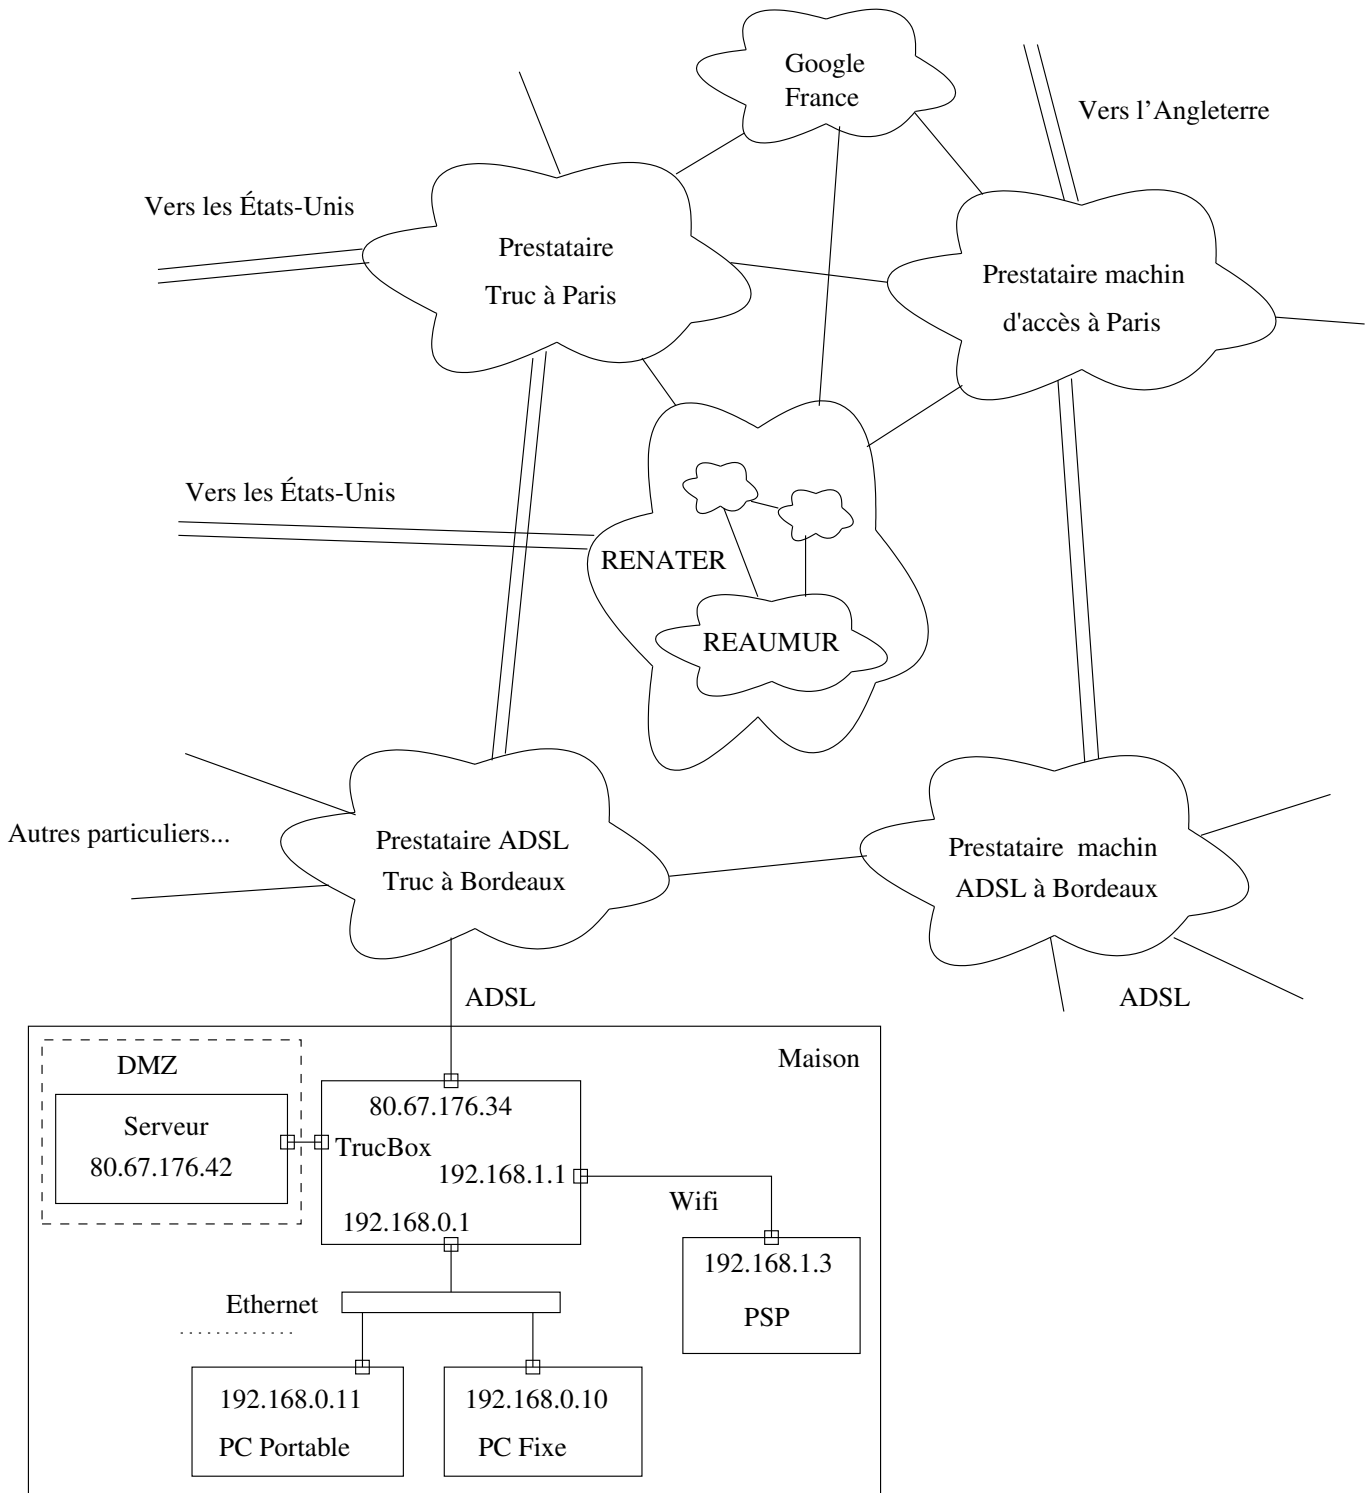 Google
France
Vers l'Angleterre
Vers les États-Unis
Prestataire
Truc à Paris
Prestataire machin
d'accès à Paris
Vers les États-Unis
RENATER
REAUMUR
Autres particuliers...
Prestataire ADSL
Truc à Bordeaux
Prestataire machin
ADSL à Bordeaux
ADSL
ADSL
Maison
DMZ
Serveur
80.67.176.42
80.67.176.34
TrucBox
192.168.1.1
192.168.0.1
Wifi
192.168.1.3
PSP
Ethernet
192.168.0.11
PC Portable
192.168.0.10
PC Fixe